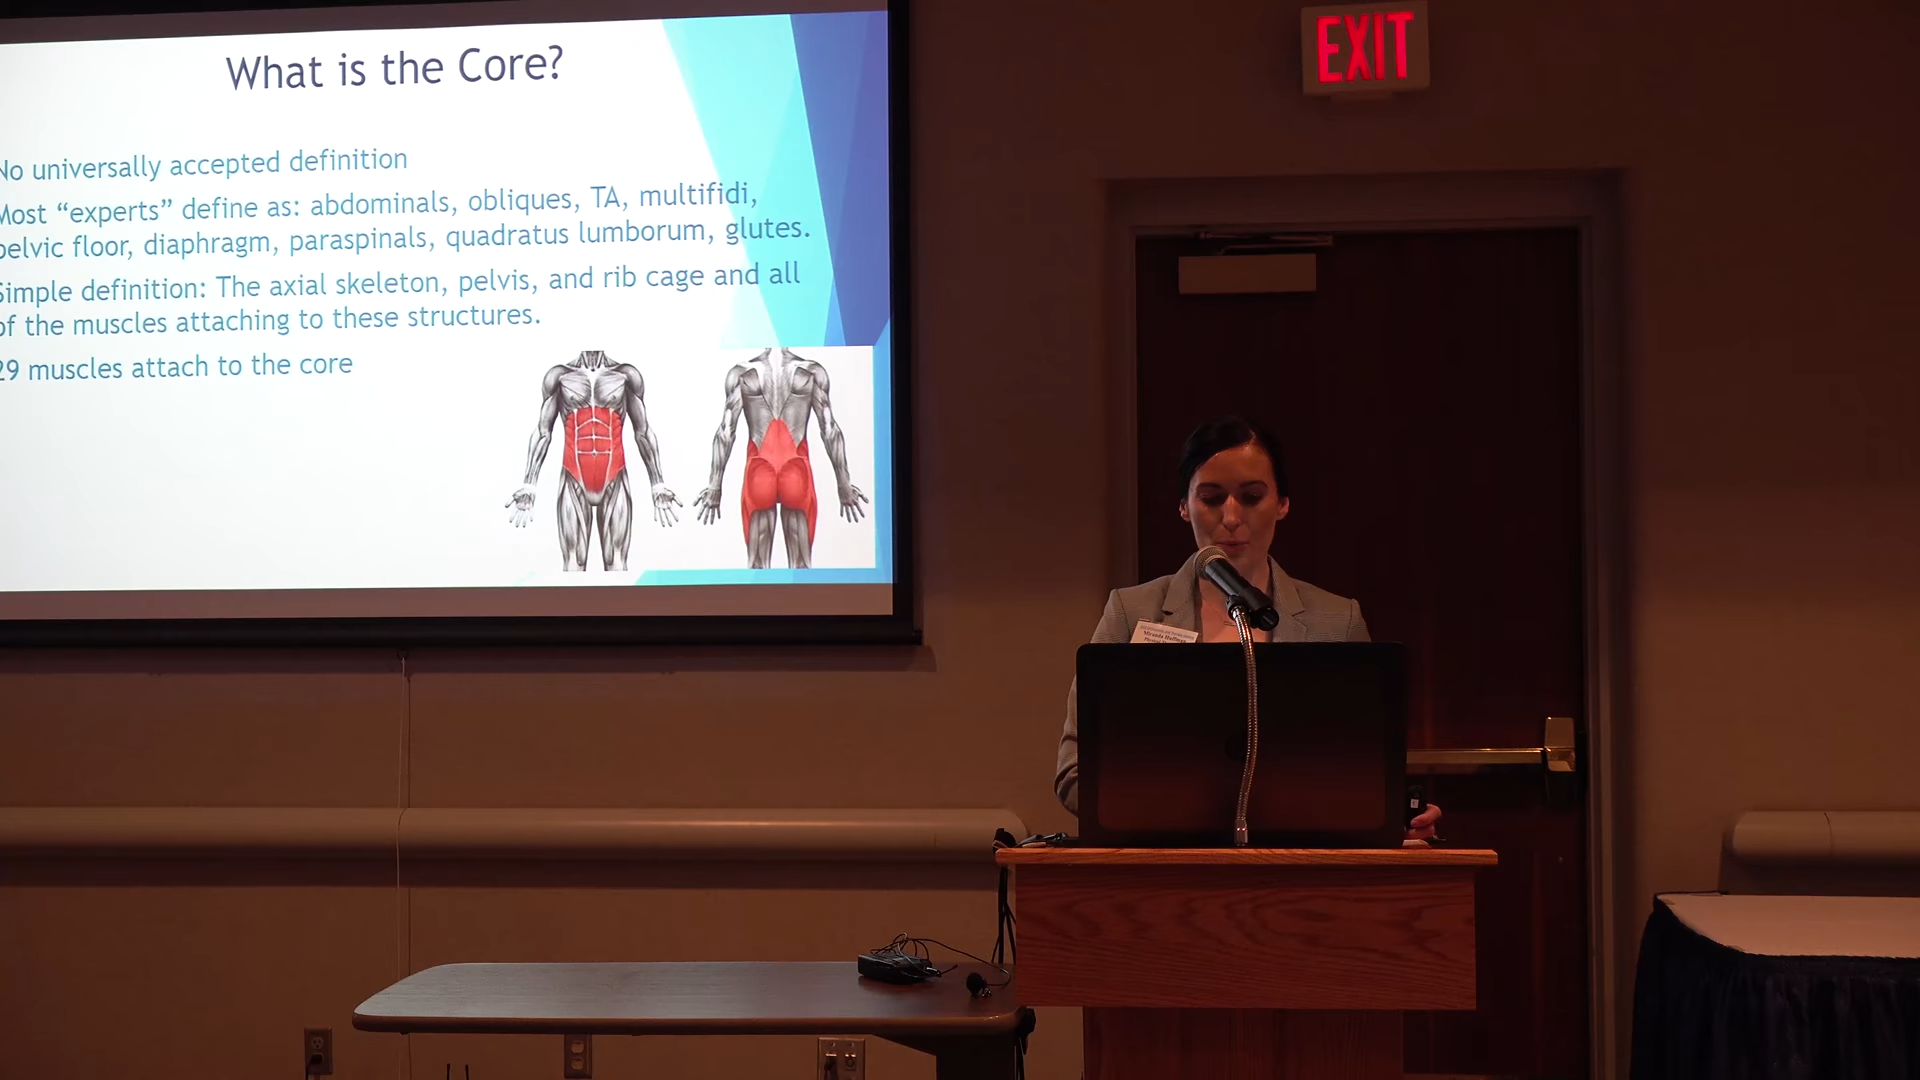 What is the Core?
No universally accepted definition
Most “experts” define as: abdominals, obliques, TA, multifidi,
pelvic floor, diaphragm, paraspinals, quadratus lumborum, glutes.
Simple definition: The axial skeleton, pelvis, and rib cage and all
of the muscles attaching to these structures.
29 muscles attach to the core
EXIT
Miranda Huffman